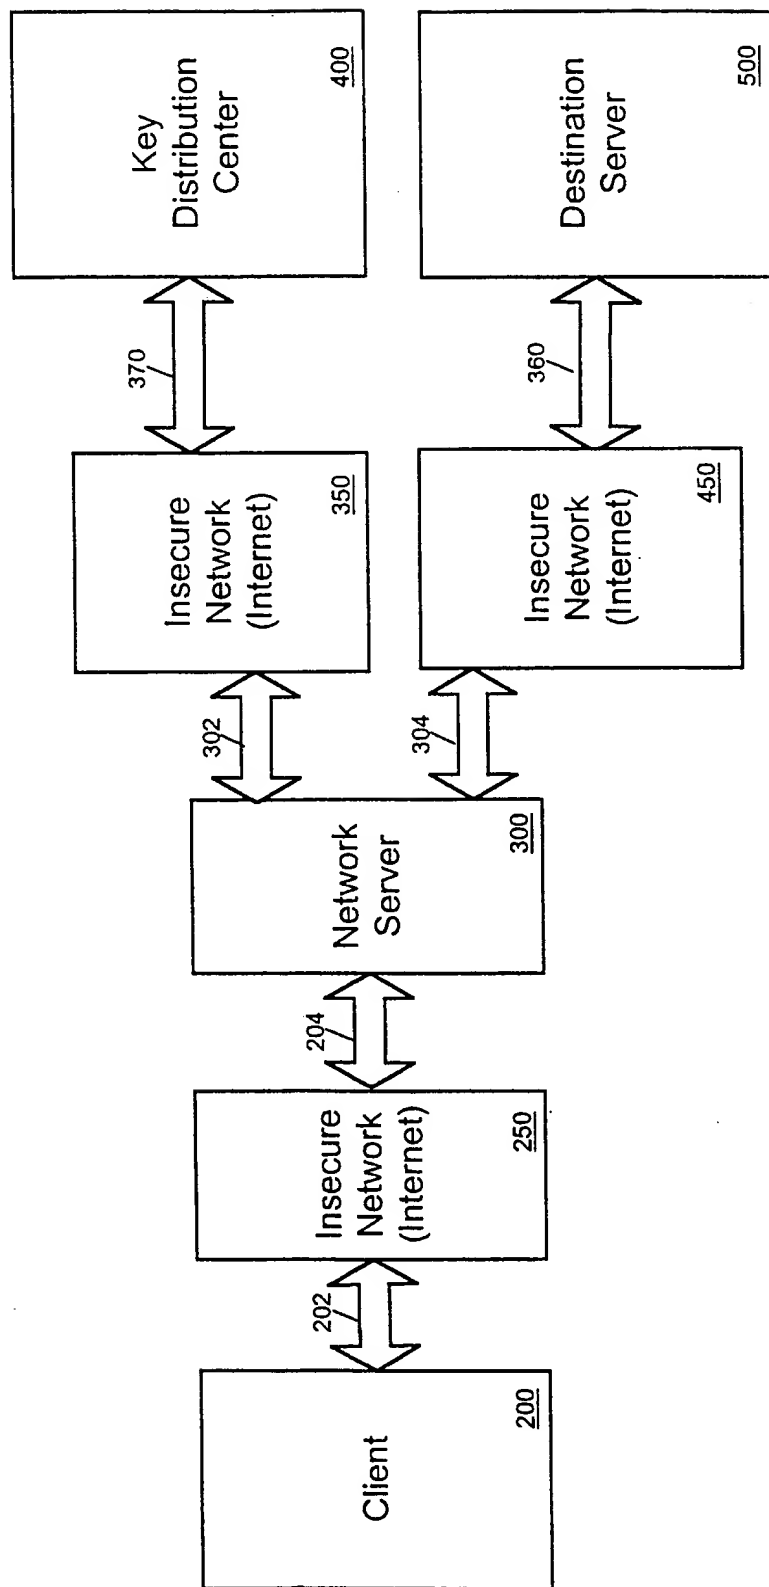 Client
200
202
Insecure
Network
(Internet)
250
204
Network
Server
300
302
304
Insecure
Network
(Internet)
350
Insecure
Network
(Internet)
450
370
360
Key
Distribution
Center
400
Destination
Server
500